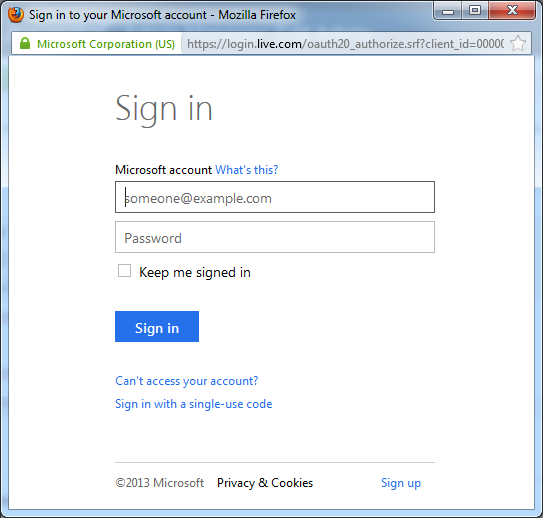 Sign in to your Microsoft account - Mozilla Firefox
Microsoft Corporation (US) https://login.live.com/oauth20_authorize.srf?client_id=00000
Sign in
Microsoft account What's this?
someone@example.com
Password
Keep me signed in
Sign in
Can't access your account?
Sign in with a single-use code
©2013 Microsoft Privacy & Cookies Sign up